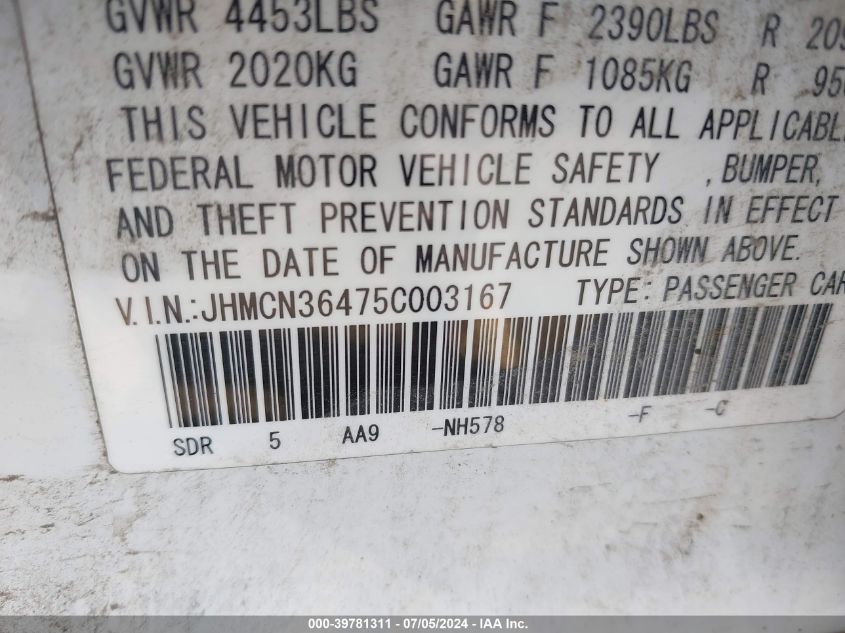 GVWR 4453LBS GAWR F 2390LBS R
GVWR 2020KG GAWR F 1085KG R
THIS VEHICLE CONFORMS TO ALL
FEDERAL MOTOR VEHICLE SAFETY , BUMPER,
AND THEFT PREVENTION STANDARDS IN EFFECT
ON THE DATE OF MANUFACTURE SHOWN ABOVE.
V.I.N.:JHMCN36475C003167 TYPE: PASSENGER CAR
SDR 5 AA9 -NH578 -F -C
000-39781311 / 07/05/2024 - IAA Inc.